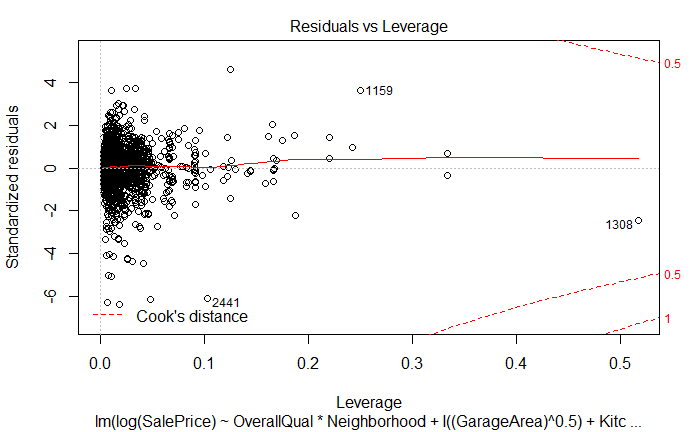 Residuals vs Leverage
Standardized residuals
4
2
0
-2
-4
-6
0.5
0.5
1
1159
1308
2441
Cook's distance
0.0 0.1 0.2 0.3 0.4 0.5
Leverage
lm(log(SalePrice) ~ OverallQual * Neighborhood + I((GarageArea)^0.5) + Kitc ...